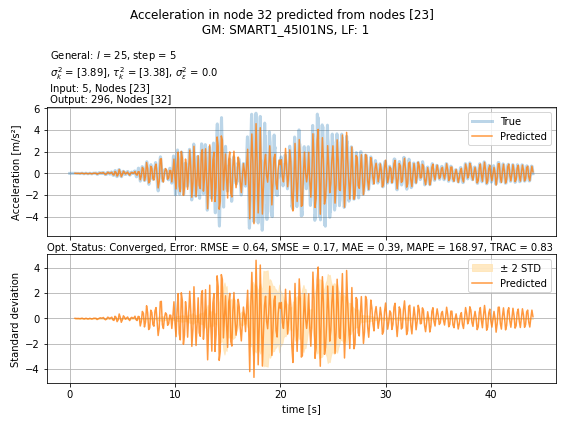 Acceleration in node 32 predicted from nodes [23]
GM: SMART1_45I01NS, LF: 1
General: l = 25, step = 5
σ²ₖ = [3.89], τ²ₖ = [3.38], σ²ε = 0.0
Input: 5, Nodes [23]
Output: 296, Nodes [32]
6
4
2
0
−2
−4
Acceleration [m/s²]
True
Predicted
Opt. Status: Converged, Error: RMSE = 0.64, SMSE = 0.17, MAE = 0.39, MAPE = 168.97, TRAC = 0.83
4
2
0
−2
−4
Standard deviation
± 2 STD
Predicted
0
10
20
30
40
time [s]